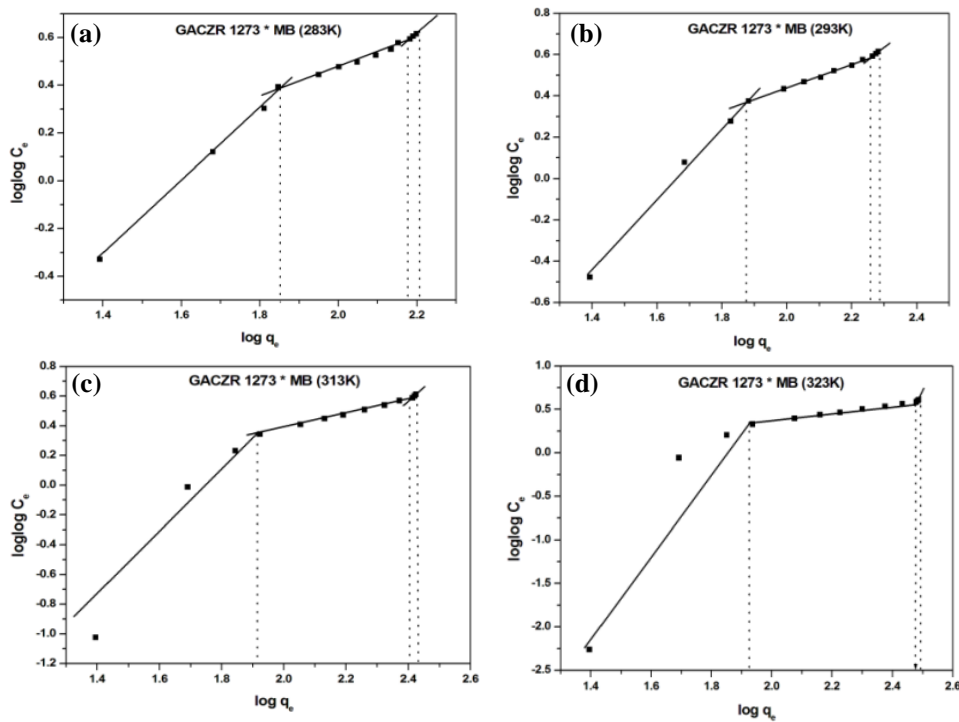 (a)
GACZR 1273 * MB (283K)
loglog Cₑ
0.6
0.4
0.2
0.0
-0.2
-0.4
1.4 1.6 1.8 2.0 2.2
log qₑ
(b)
GACZR 1273 * MB (293K)
loglog Cₑ
0.8
0.6
0.4
0.2
0.0
-0.2
-0.4
-0.6
1.4 1.6 1.8 2.0 2.2 2.4
log qₑ
(c)
GACZR 1273 * MB (313K)
loglog Cₑ
0.8
0.6
0.4
0.2
0.0
-0.2
-0.4
-0.6
-0.8
-1.0
-1.2
1.4 1.6 1.8 2.0 2.2 2.4 2.6
log qₑ
(d)
GACZR 1273 * MB (323K)
loglog Cₑ
1.0
0.5
0.0
-0.5
-1.0
-1.5
-2.0
-2.5
1.4 1.6 1.8 2.0 2.2 2.4 2.6
log qₑ